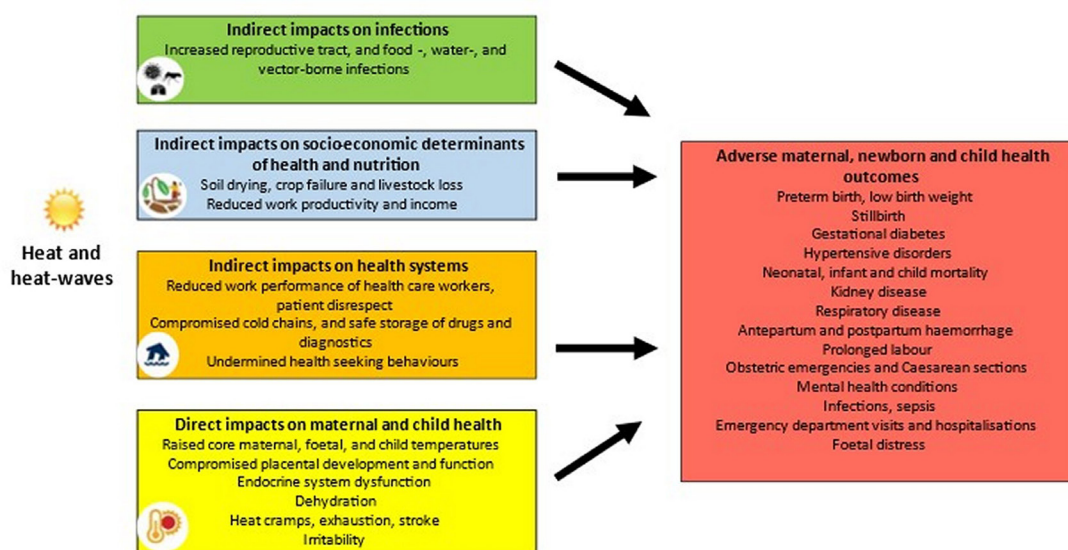 Heat and
heat-waves
Indirect impacts on infections
Increased reproductive tract, and food -, water-, and
vector-borne infections
Indirect impacts on socio-economic determinants
of health and nutrition
Soil drying, crop failure and livestock loss
Reduced work productivity and income
Indirect impacts on health systems
Reduced work performance of health care workers,
patient disrespect
Compromised cold chains, and safe storage of drugs and
diagnostics
Undermined health seeking behaviours
Direct impacts on maternal and child health
Raised core maternal, foetal, and child temperatures
Compromised placental development and function
Endocrine system dysfunction
Dehydration
Heat cramps, exhaustion, stroke
Irritability
Adverse maternal, newborn and child health
outcomes
Preterm birth, low birth weight
Stillbirth
Gestational diabetes
Hypertensive disorders
Neonatal, infant and child mortality
Kidney disease
Respiratory disease
Antepartum and postpartum haemorrhage
Prolonged labour
Obstetric emergencies and Caesarean sections
Mental health conditions
Infections, sepsis
Emergency department visits and hospitalisations
Foetal distress